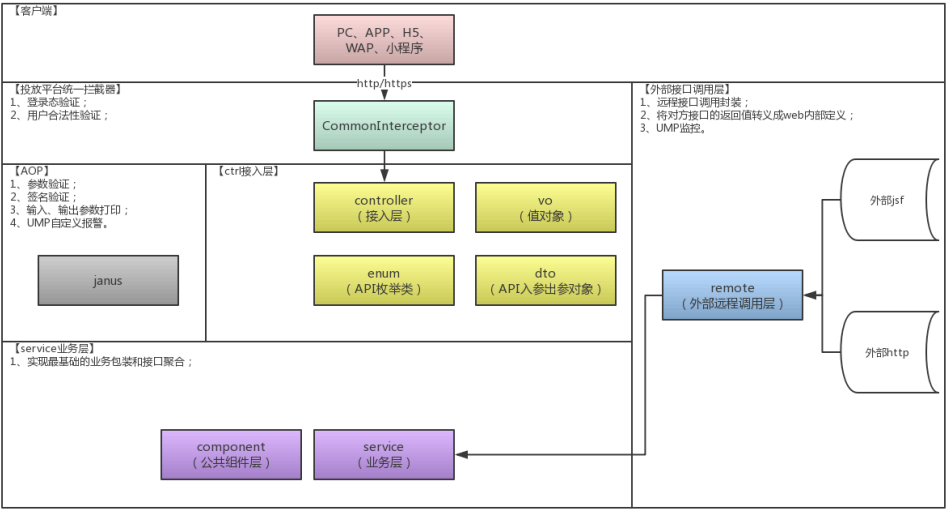 【客户端】
PC、APP、H5、
WAP、小程序
http/https
【投放平台统一拦截器】
1、登录态验证；
2、用户合法性验证；
CommonInterceptor
【外部接口调用层】
1、远程接口调用封装；
2、将对方接口的返回值转义成web内部定义；
3、UMP监控。
【AOP】
1、参数验证；
2、签名验证；
3、输入、输出参数打印；
4、UMP自定义报警。
janus
【ctrl接入层】
controller
（接入层）
vo
（值对象）
enum
（API枚举类）
dto
（API入参出参对象）
外部jsf
remote
（外部远程调用层）
外部http
【service业务层】
1、实现最基础的业务包装和接口聚合；
component
（公共组件层）
service
（业务层）